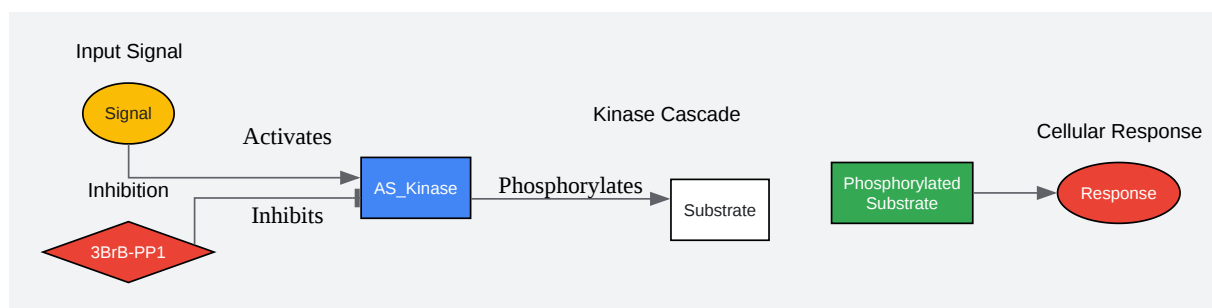 Input Signal
Signal
Activates
Inhibition
Inhibits
3BrB-PP1
AS_Kinase
Kinase Cascade
Phosphorylates
Substrate
Phosphorylated
Substrate
Cellular Response
Response